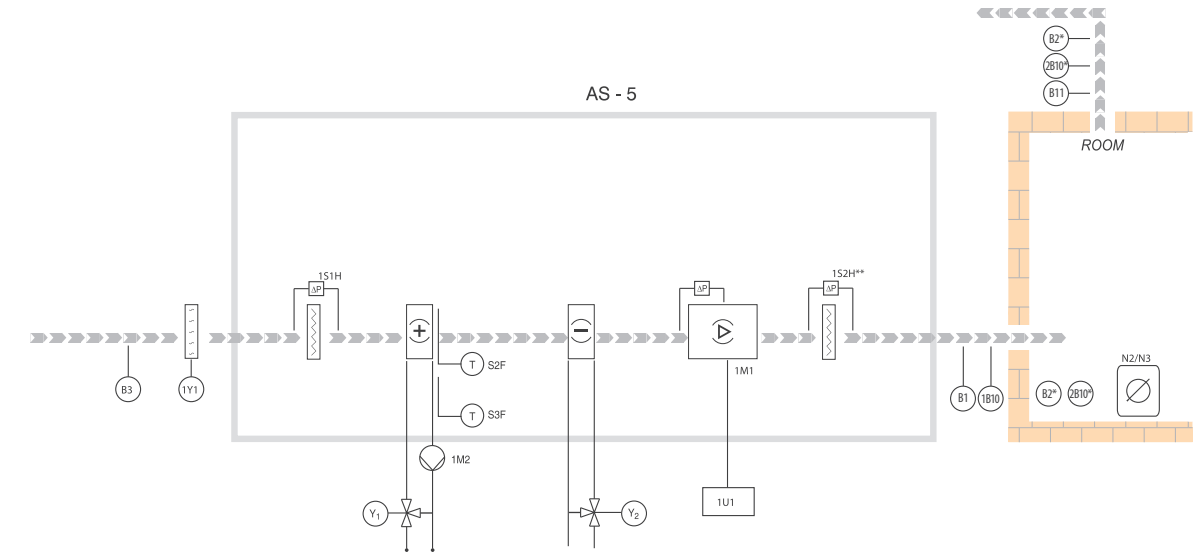 B2*
2B10*
B11
AS - 5
ROOM
1S1H
ΔP
ΔP
1S2H**
ΔP
B3
1Y1
T S2F
T S3F
1M1
B1
1B10
B2*
2B10*
N2/N3
1M2
1U1
Y1
Y2